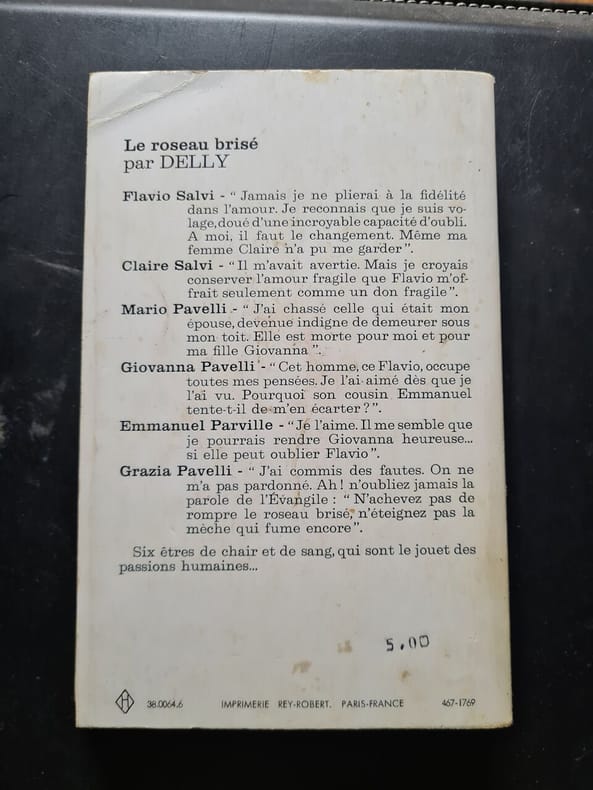 Le roseau brisé
par DELLY
Flavio Salvi - “ Jamais je ne plierai à la fidélité
dans l'amour. Je reconnais que je suis vo-
lage, doué d'une incroyable capacité d'oubli.
A moi, il faut le changement. Même ma
femme Claire n'a pu me garder ”.
Claire Salvi - “ Il m'avait avertie. Mais je croyais
conserver l'amour fragile que Flavio m'of-
frait seulement comme un don fragile ”.
Mario Pavelli - “ J'ai chassé celle qui était mon
épouse, devenue indigne de demeurer sous
mon toit. Elle est morte pour moi et pour
ma fille Giovanna ”.
Giovanna Pavelli - “ Cet homme, ce Flavio, occupe
toutes mes pensées. Je l'ai aimé dès que je
l'ai vu. Pourquoi son cousin Emmanuel
tente-t-il de m'en écarter ? ”.
Emmanuel Parville - “ Je l'aime. Il me semble que
je pourrais rendre Giovanna heureuse...
si elle peut oublier Flavio ”.
Grazia Pavelli - “ J'ai commis des fautes. On ne
m'a pas pardonné. Ah ! n'oubliez jamais la
parole de l'Évangile : “ N'achevez pas de
rompre le roseau brisé, n'éteignez pas la
mèche qui fume encore ”.
Six êtres de chair et de sang, qui sont le jouet des
passions humaines...
5.00
H 38.0064.6 IMPRIMERIE REY-ROBERT. PARIS-FRANCE 467-1769